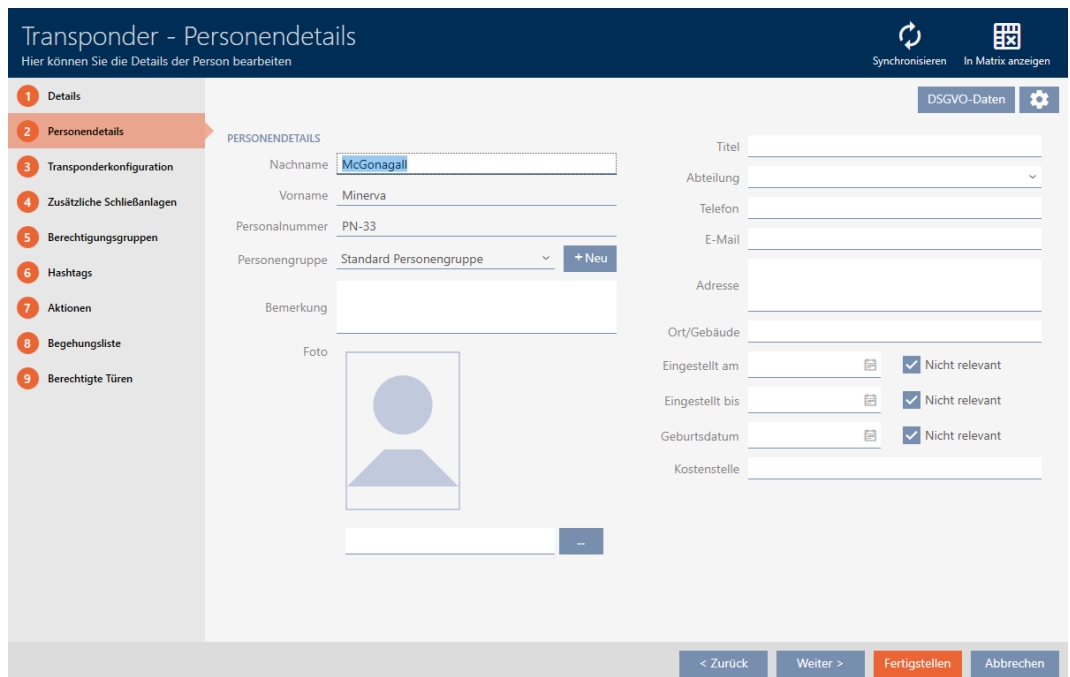 Transponder - Personendetails
Hier können Sie die Details der Person bearbeiten
Synchronisieren
In Matrix anzeigen
1 Details
2 Personendetails
3 Transponderkonfiguration
4 Zusätzliche Schließanlagen
5 Berechtigungsgruppen
6 Hashtags
7 Aktionen
8 Begehungsliste
9 Berechtigte Türen
DSGVO-Daten
PERSONENDETAILS
Nachname McGonagall
Vorname Minerva
Personalnummer PN-33
Personengruppe Standard Personengruppe + Neu
Bemerkung
Foto
...
Titel
Abteilung
Telefon
E-Mail
Adresse
Ort/Gebäude
Eingestellt am Nicht relevant
Eingestellt bis Nicht relevant
Geburtsdatum Nicht relevant
Kostenstelle
< Zurück
Weiter >
Fertigstellen
Abbrechen